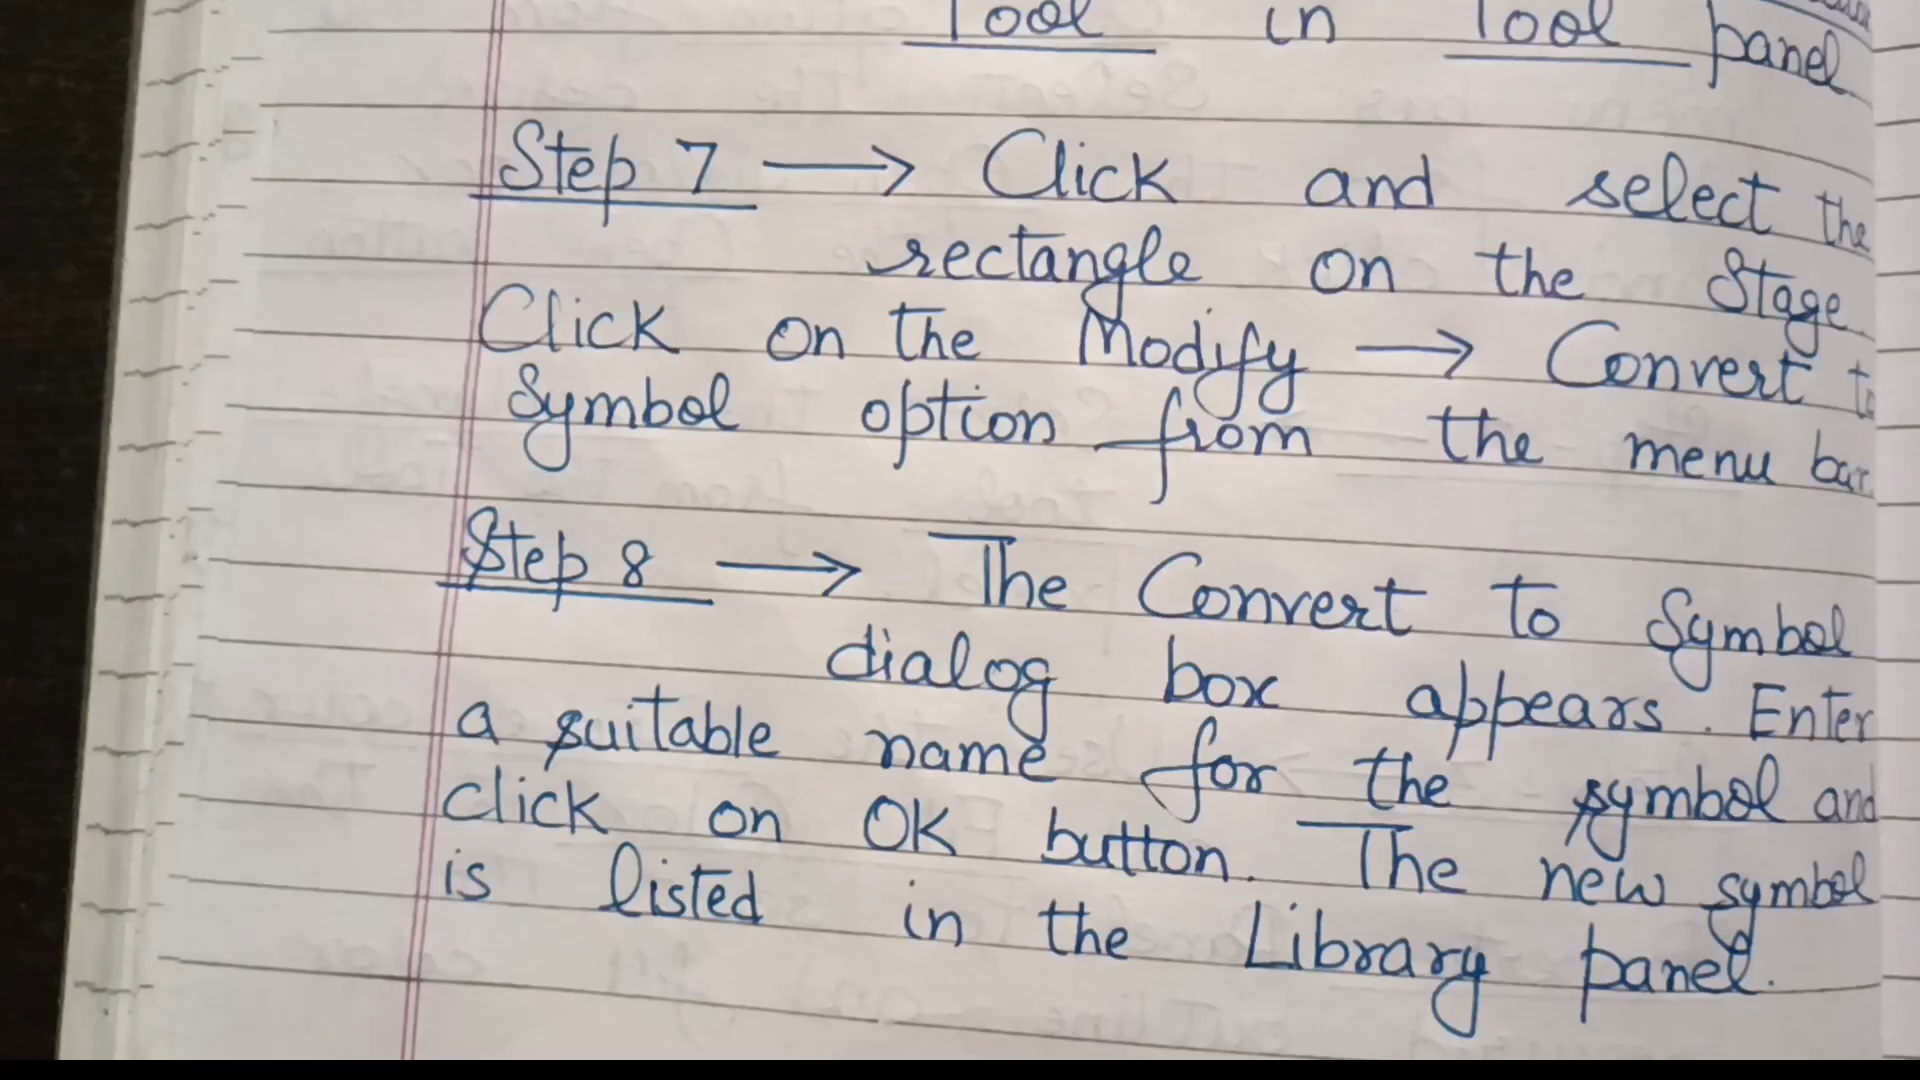 Tool in Tool panel.
Step 7 → Click and select the
rectangle on the Stage.
Click on the Modify → Convert to
Symbol option from the menu bar.
Step 8 → The Convert to Symbol
dialog box appears. Enter
a suitable name for the symbol and
click on OK button. The new symbol
is listed in the Library panel.